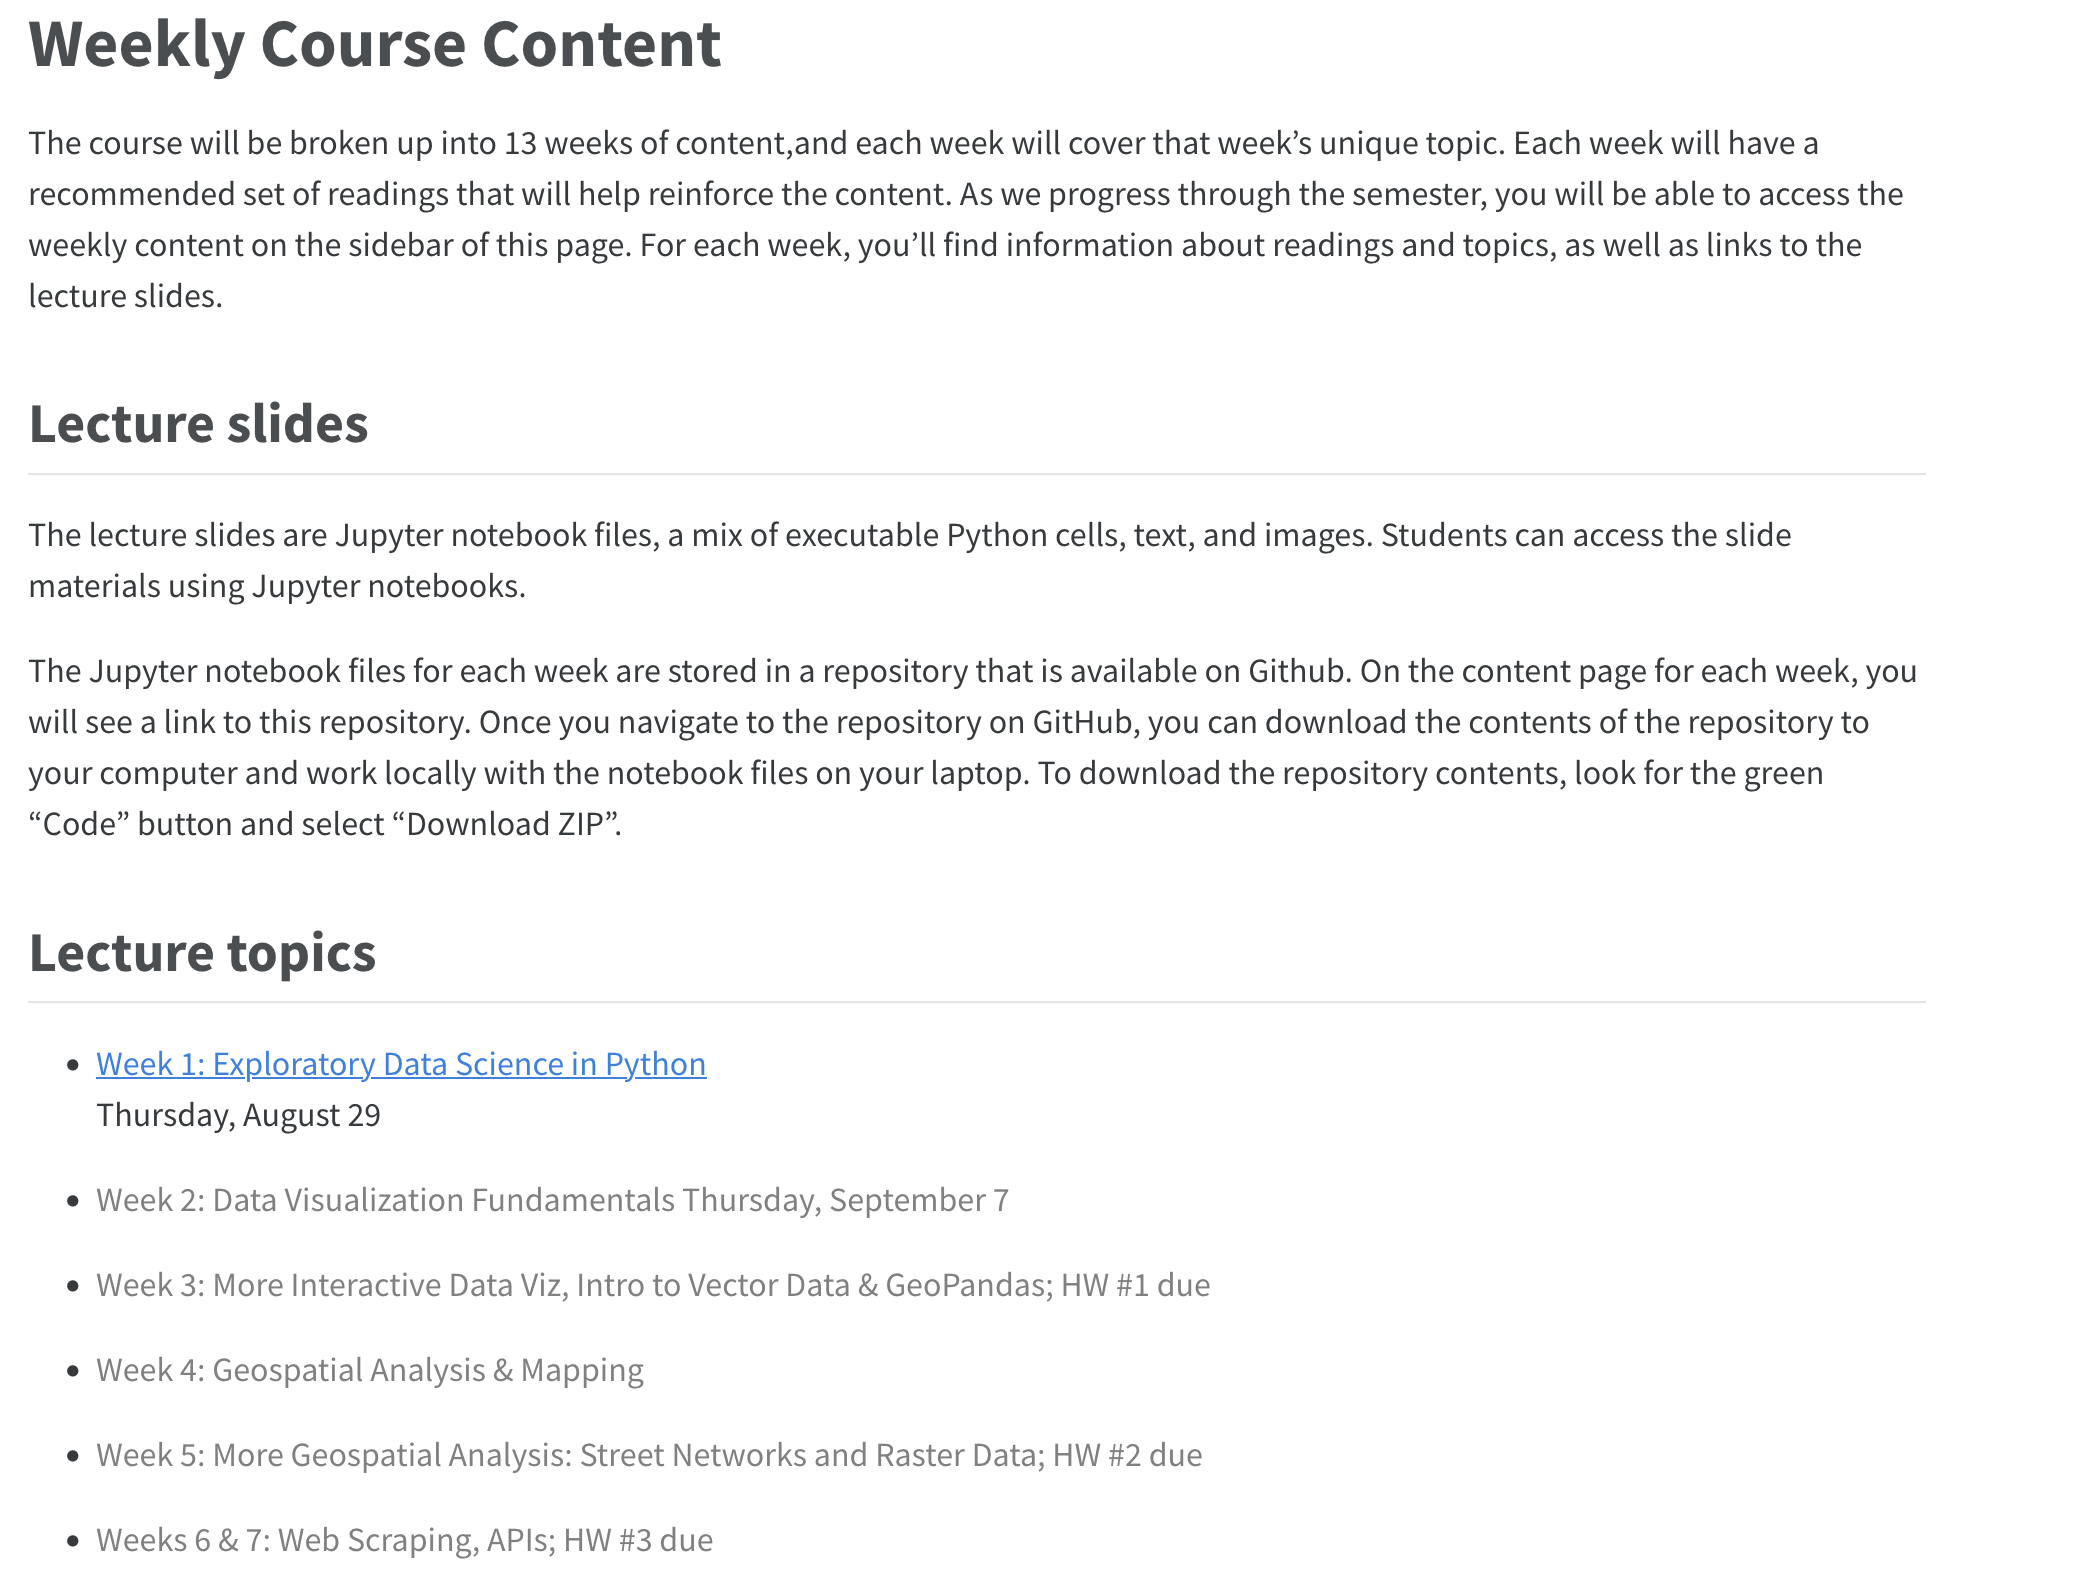 Weekly Course Content
The course will be broken up into 13 weeks of content,and each week will cover that week’s unique topic. Each week will have a
recommended set of readings that will help reinforce the content. As we progress through the semester, you will be able to access the
weekly content on the sidebar of this page. For each week, you’ll find information about readings and topics, as well as links to the
lecture slides.
Lecture slides
The lecture slides are Jupyter notebook files, a mix of executable Python cells, text, and images. Students can access the slide
materials using Jupyter notebooks.
The Jupyter notebook files for each week are stored in a repository that is available on Github. On the content page for each week, you
will see a link to this repository. Once you navigate to the repository on GitHub, you can download the contents of the repository to
your computer and work locally with the notebook files on your laptop. To download the repository contents, look for the green
“Code” button and select “Download ZIP”.
Lecture topics
• Week 1: Exploratory Data Science in Python
Thursday, August 29
• Week 2: Data Visualization Fundamentals Thursday, September 7
• Week 3: More Interactive Data Viz, Intro to Vector Data & GeoPandas; HW #1 due
• Week 4: Geospatial Analysis & Mapping
• Week 5: More Geospatial Analysis: Street Networks and Raster Data; HW #2 due
• Weeks 6 & 7: Web Scraping, APIs; HW #3 due